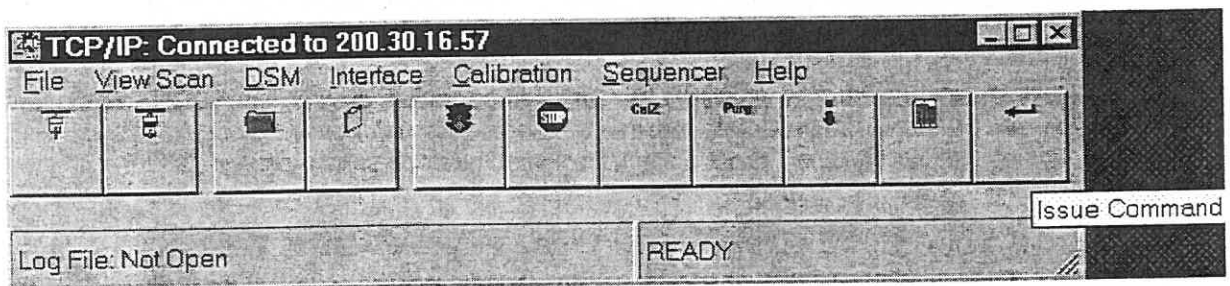 TCP/IP: Connected to 200.30.16.57
File View Scan DSM Interface Calibration Sequencer Help
STOP CalZ Purg
Issue Command
Log File: Not Open READY